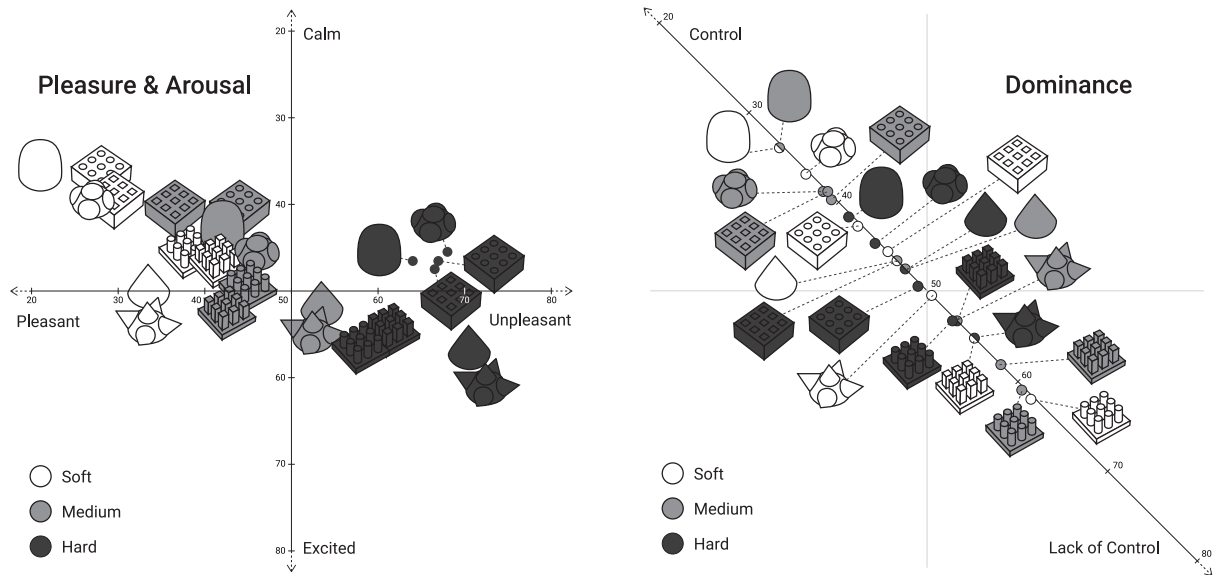 Pleasure & Arousal
Calm
20
30
40
20
30
40
50
60
70
80
Pleasant
Unpleasant
60
70
80
Excited
Soft
Medium
Hard
Dominance
20
Control
30
40
50
60
70
80
Lack of Control
Soft
Medium
Hard